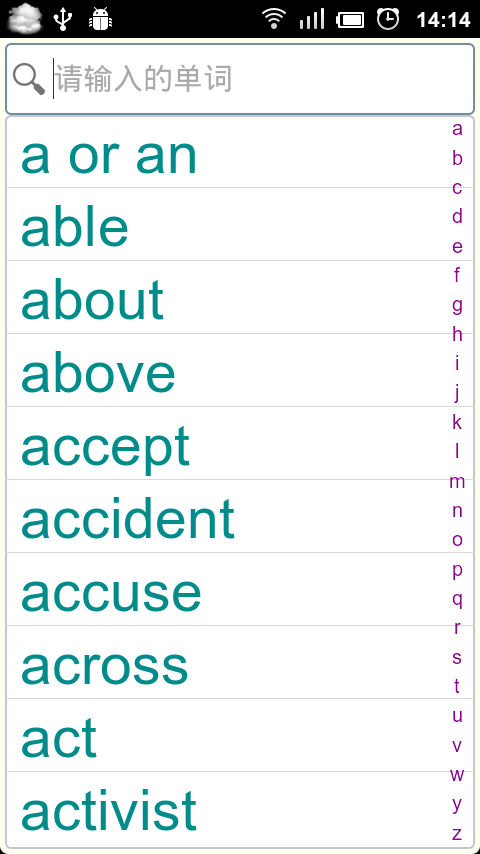 14:14
请输入的单词
a or an
able
about
above
accept
accident
accuse
across
act
activist
a
b
c
d
e
f
g
h
i
j
k
l
m
n
o
p
q
r
s
t
u
v
w
y
z